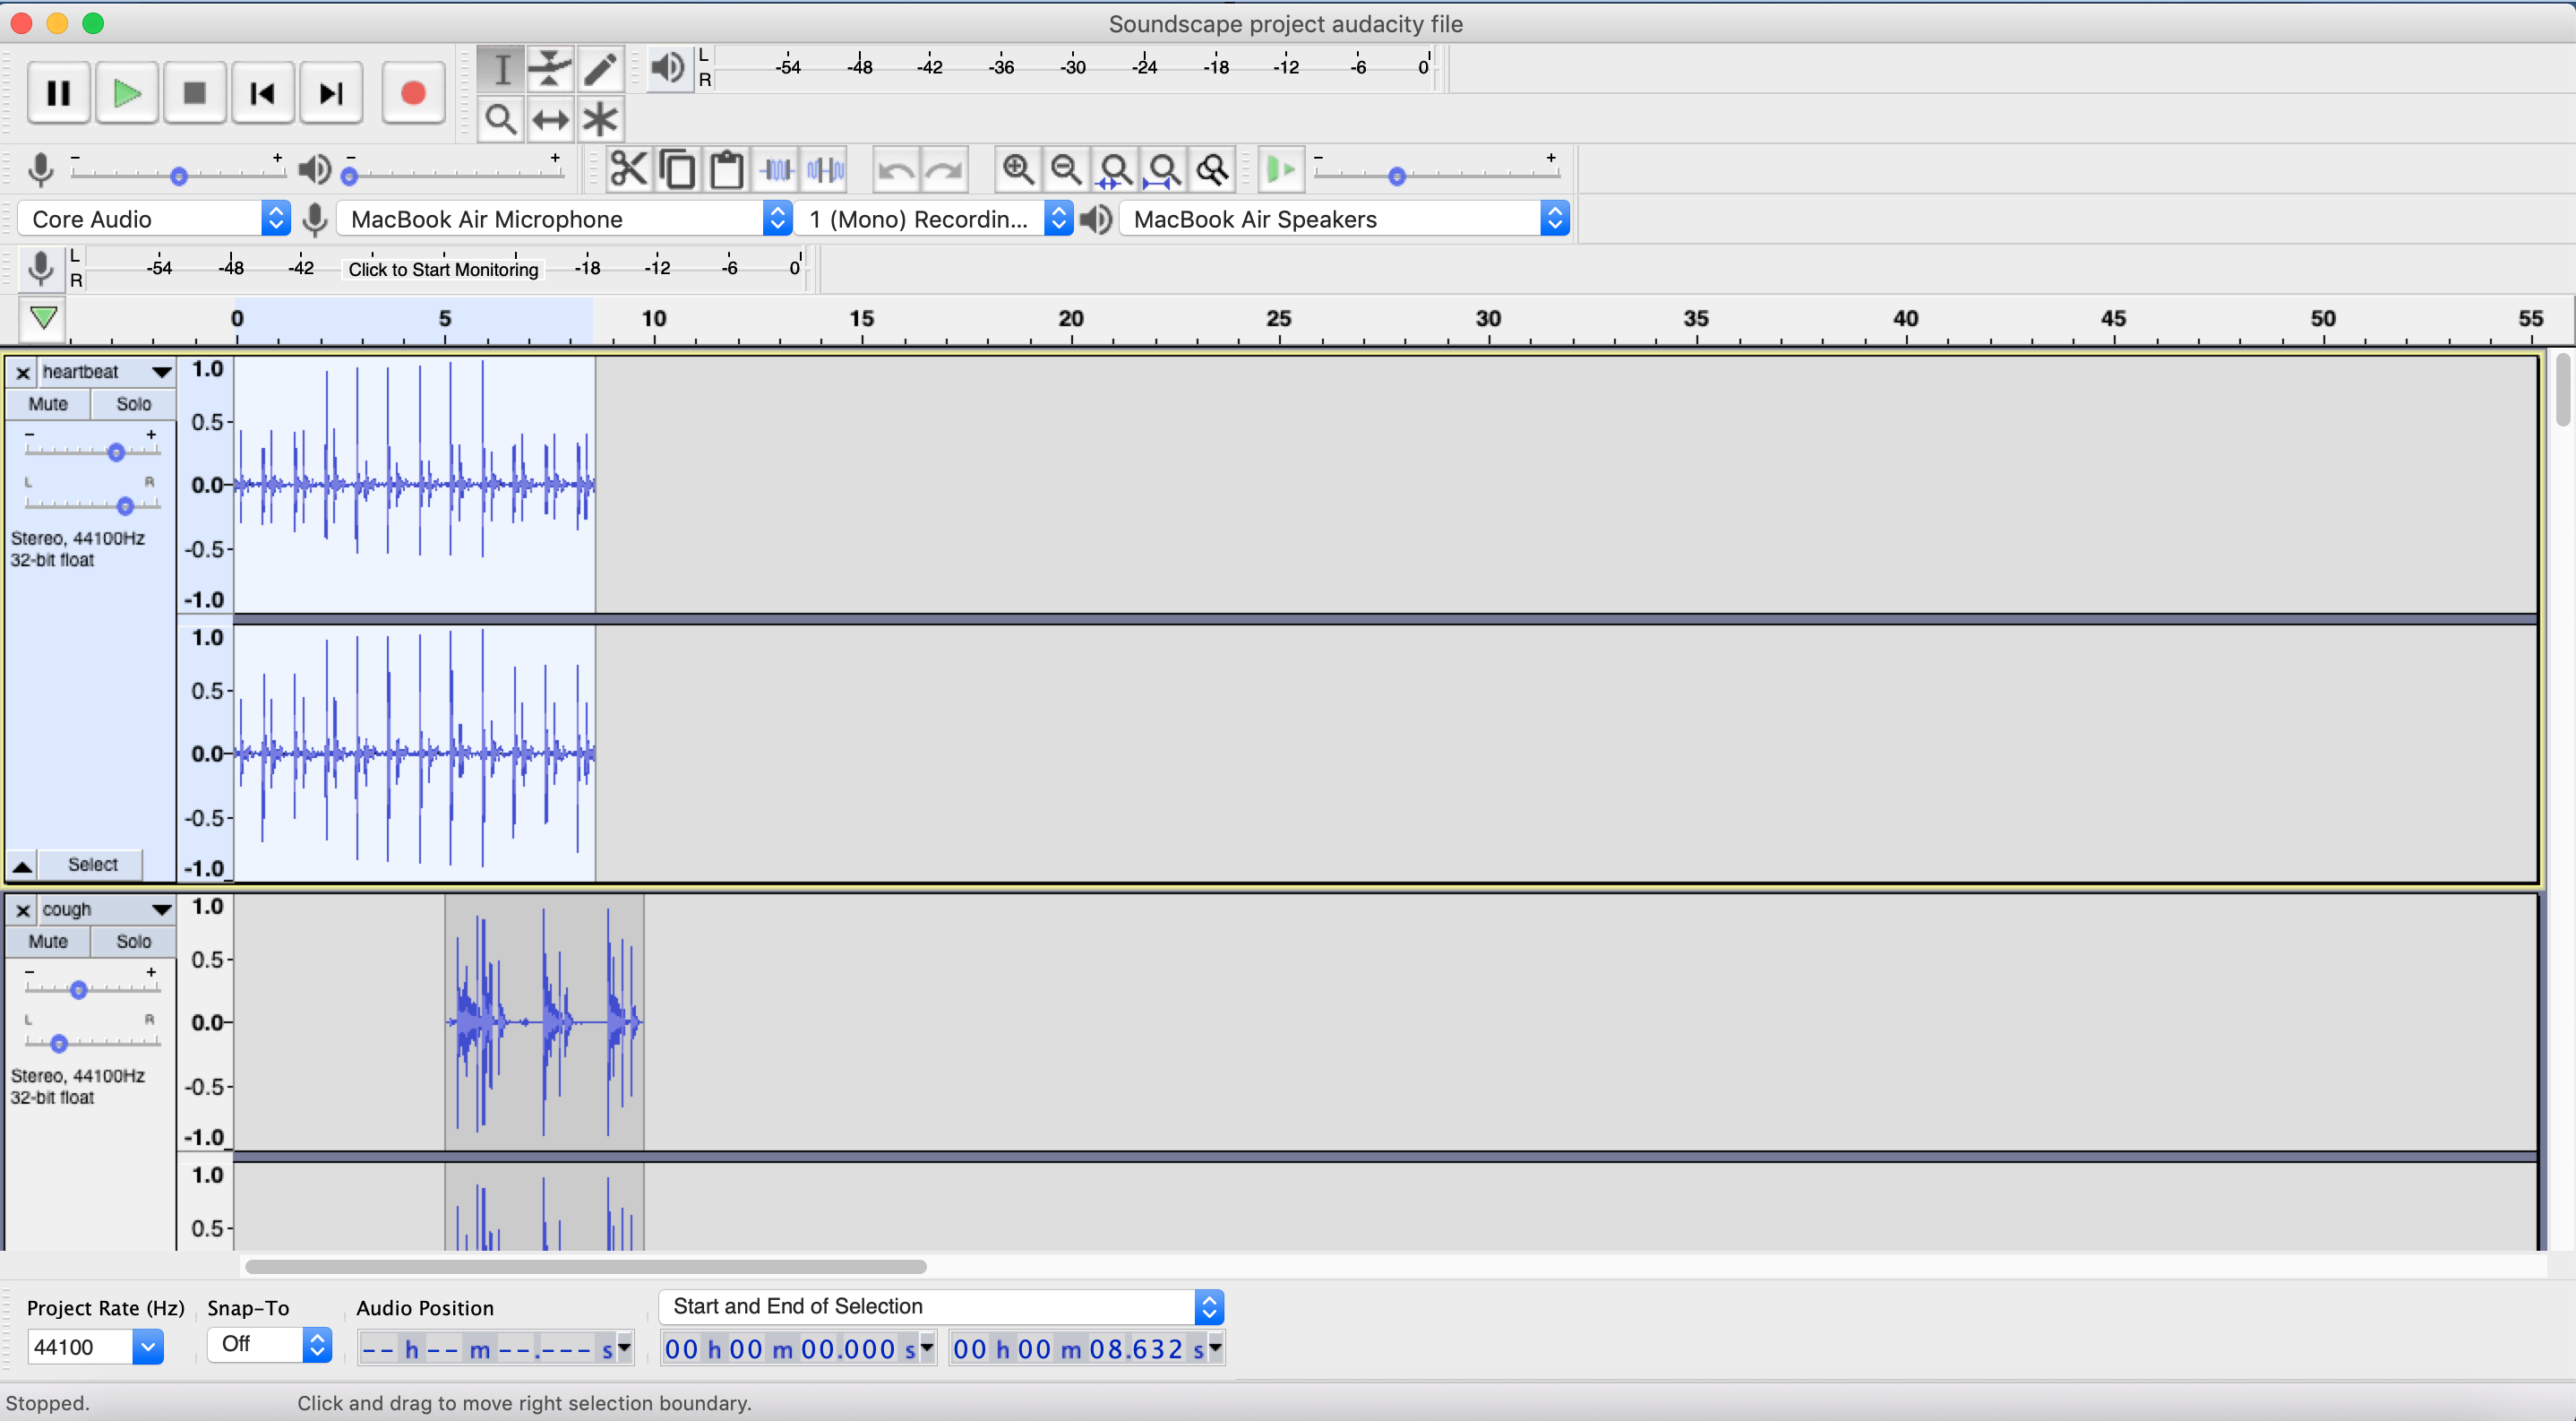 Soundscape project audacity file
L
R
-54 -48 -42 -36 -30 -24 -18 -12 -6 0
- + - +
- +
Core Audio MacBook Air Microphone 1 (Mono) Recordin... MacBook Air Speakers
L
R
-54 -48 -42 Click to Start Monitoring -18 -12 -6 0
0 5 10 15 20 25 30 35 40 45 50 55
heartbeat
Mute Solo
- +
L R
Stereo, 44100Hz
32-bit float
Select
1.0
0.5
0.0
-0.5
-1.0
1.0
0.5
0.0
-0.5
-1.0
cough
Mute Solo
- +
L R
Stereo, 44100Hz
32-bit float
1.0
0.5
0.0
-0.5
-1.0
1.0
0.5
Project Rate (Hz) Snap-To Audio Position Start and End of Selection
44100 Off -- h -- m --.--- s 00 h 00 m 00.000 s 00 h 00 m 08.632 s
Stopped. Click and drag to move right selection boundary.